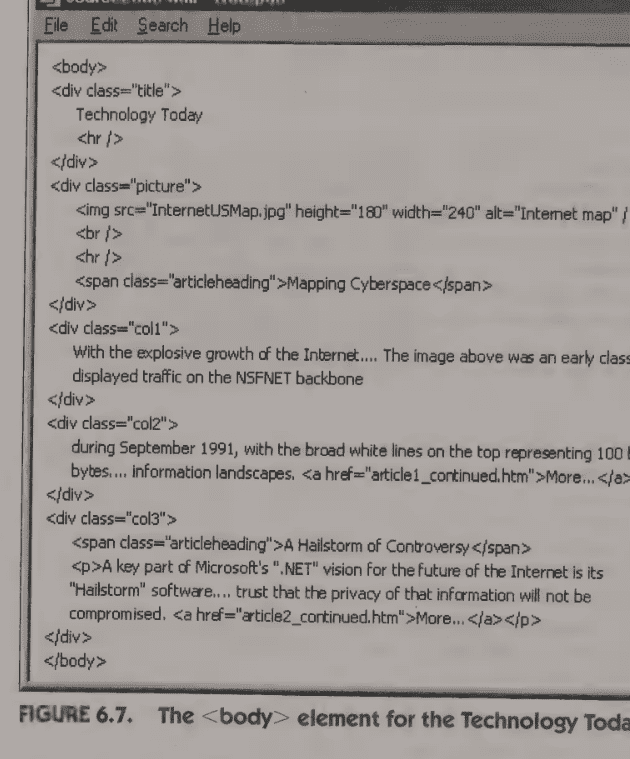 File Edit Search Help
<body>
<div class="title">
Technology Today
<hr />
</div>
<div class="picture">
<img src="InternetUSMap.jpg" height="180" width="240" alt="Internet map" /
<br />
<hr />
<span class="articleheading">Mapping Cyberspace</span>
</div>
<div class="col1">
With the explosive growth of the Internet.... The image above was an early class
displayed traffic on the NSFNET backbone
</div>
<div class="col2">
during September 1991, with the broad white lines on the top representing 100
bytes.... information landscapes. <a href="article1_continued.htm">More...</a>
</div>
<div class="col3">
<span class="articleheading">A Hailstorm of Controversy</span>
<p>A key part of Microsoft's ".NET" vision for the future of the Internet is its
"Hailstorm" software.... trust that the privacy of that information will not be
compromised. <a href="article2_continued.htm">More...</a></p>
</div>
</body>
FIGURE 6.7. The <body> element for the Technology Toda